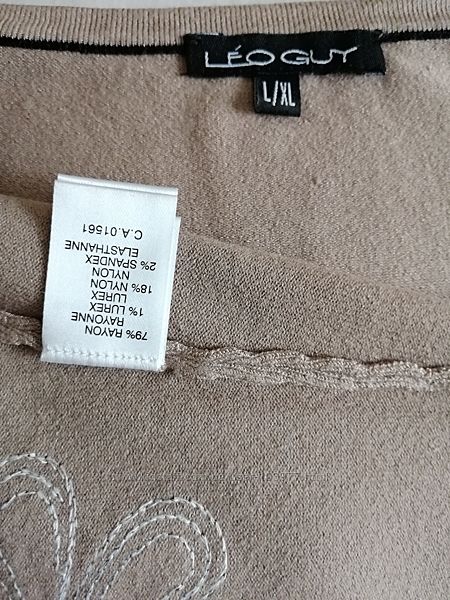 LÉO GUY
L/XL
79% RAYON
RAYONNE
1% LUREX
LUREX
18% NYLON
NYLON
2% SPANDEX
ELASTHANNE
C.A.01561